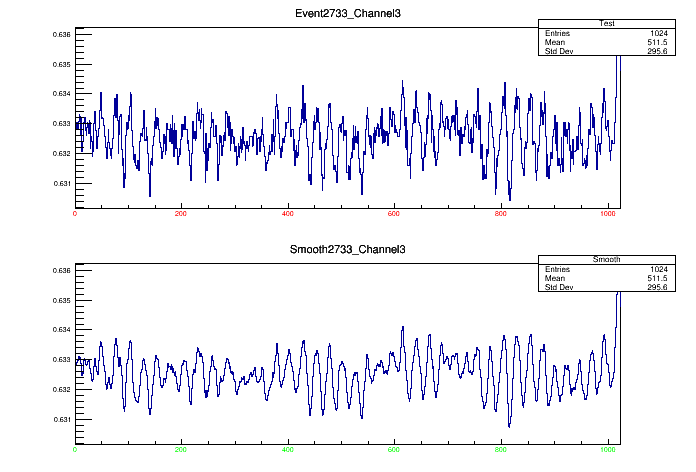 Event2733_Channel3
Test
Entries 1024
Mean 511.5
Std Dev 295.6
0.636
0.635
0.634
0.633
0.632
0.631
0 200 400 600 800 1000
Smooth2733_Channel3
Smooth
Entries 1024
Mean 511.5
Std Dev 295.6
0.636
0.635
0.634
0.633
0.632
0.631
0 200 400 600 800 1000